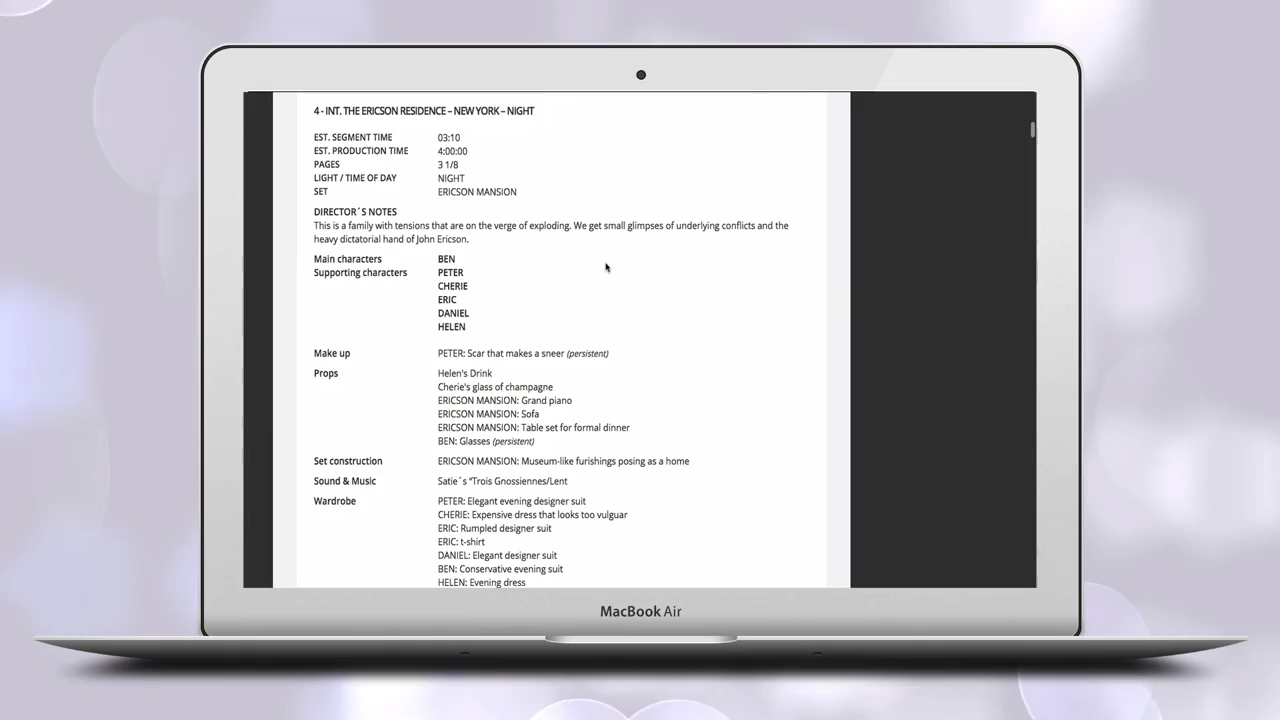 4 - INT. THE ERICSON RESIDENCE – NEW YORK – NIGHT
EST. SEGMENT TIME 03:10
EST. PRODUCTION TIME 4:00:00
PAGES 3 1/8
LIGHT / TIME OF DAY NIGHT
SET ERICSON MANSION
DIRECTOR´S NOTES
This is a family with tensions that are on the verge of exploding. We get small glimpses of underlying conflicts and the
heavy dictatorial hand of John Ericson.
Main characters BEN
Supporting characters PETER
CHERIE
ERIC
DANIEL
HELEN
Make up PETER: Scar that makes a sneer (persistent)
Props Helen's Drink
Cherie's glass of champagne
ERICSON MANSION: Grand piano
ERICSON MANSION: Sofa
ERICSON MANSION: Table set for formal dinner
BEN: Glasses (persistent)
Set construction ERICSON MANSION: Museum-like furishings posing as a home
Sound & Music Satie´s "Trois Gnossiennes/Lent
Wardrobe PETER: Elegant evening designer suit
CHERIE: Expensive dress that looks too vulguar
ERIC: Rumpled designer suit
ERIC: t-shirt
DANIEL: Elegant designer suit
BEN: Conservative evening suit
HELEN: Evening dress
MacBook Air